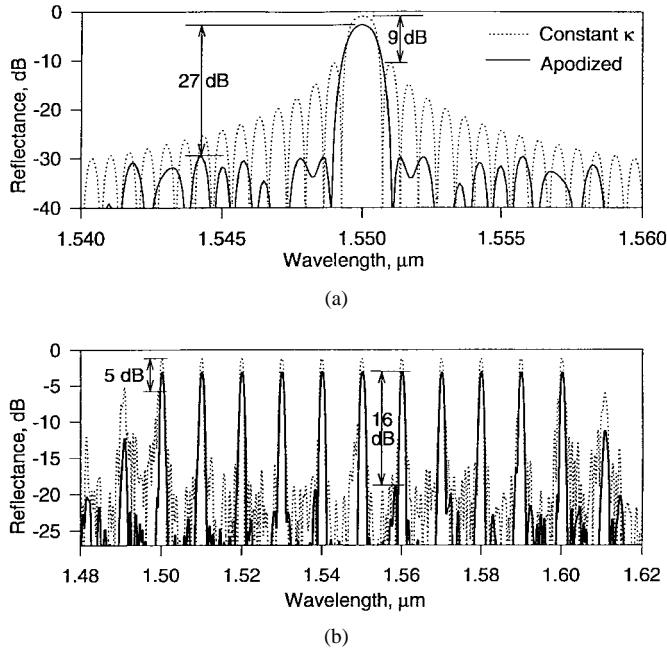 0
-10
-20
-30
-40
Reflectance, dB
27 dB
9 dB
Constant κ
Apodized
1.540 1.545 1.550 1.555 1.560
Wavelength, μm
(a)
0
-5
-10
-15
-20
-25
Reflectance, dB
5 dB
16
dB
1.48 1.50 1.52 1.54 1.56 1.58 1.60 1.62
Wavelength, μm
(b)